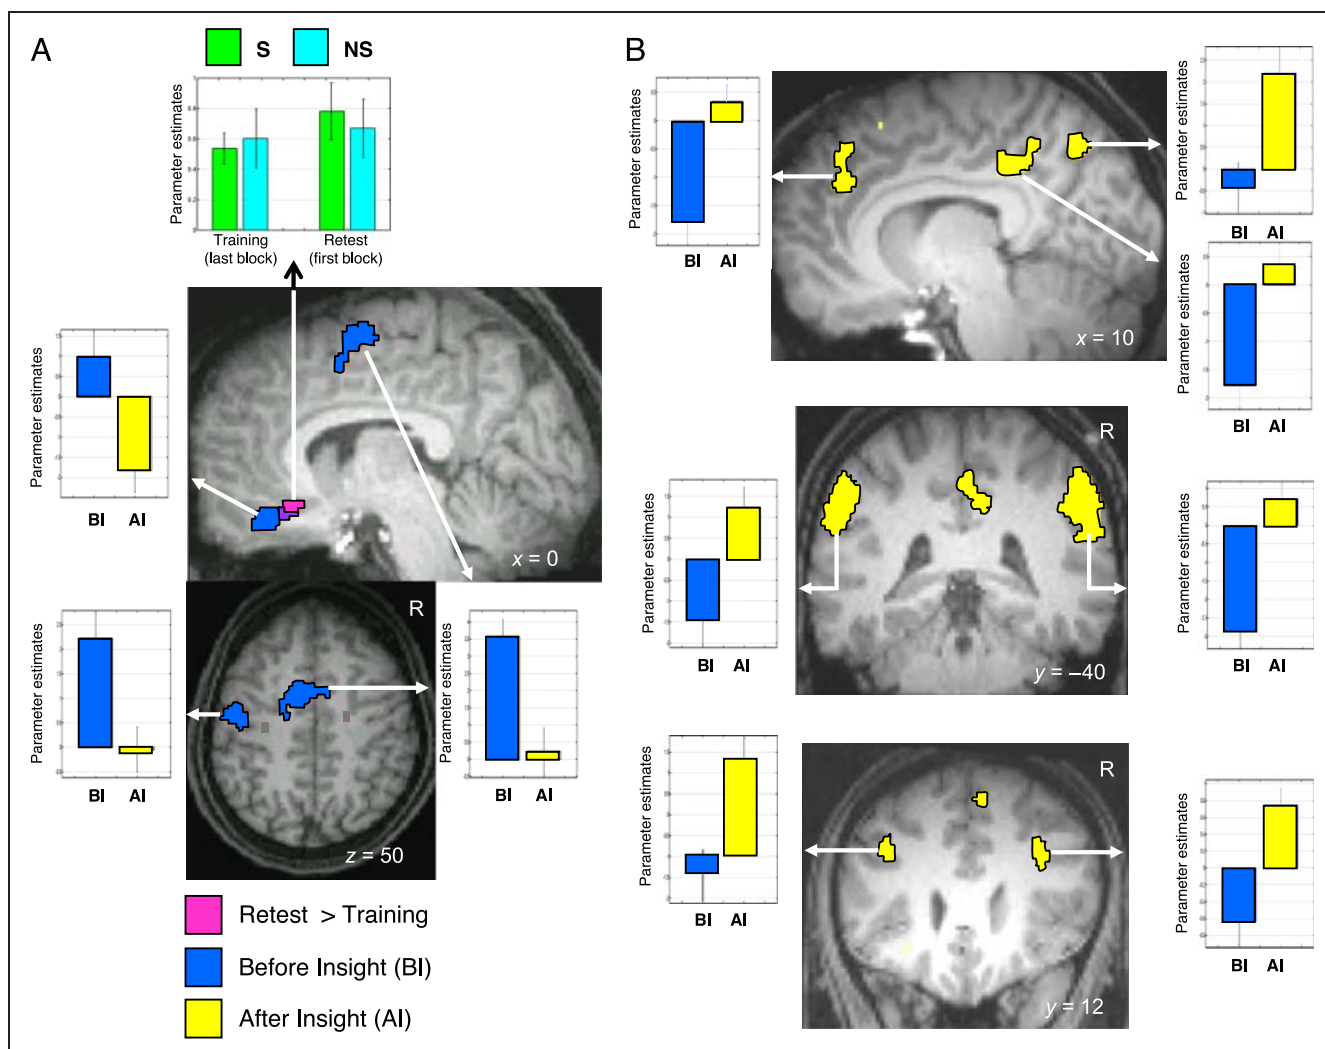 A
S
NS
Parameter estimates
Training
(last block)
Retest
(first block)
Parameter estimates
BI
AI
x = 0
Parameter estimates
BI
AI
R
z = 50
Parameter estimates
BI
AI
Retest > Training
Before Insight (BI)
After Insight (AI)
B
Parameter estimates
BI
AI
x = 10
Parameter estimates
BI
AI
Parameter estimates
BI
AI
Parameter estimates
BI
AI
R
y = –40
Parameter estimates
BI
AI
Parameter estimates
BI
AI
R
y = 12
Parameter estimates
BI
AI